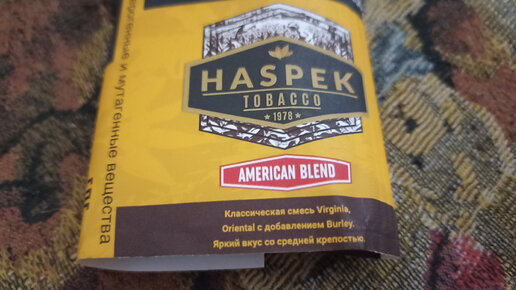 HASPEK
TOBACCO
1978
AMERICAN BLEND
Классическая смесь Virginia,
Oriental с добавлением Burley.
Яркий вкус со средней крепостью.
и мутагенные вещества